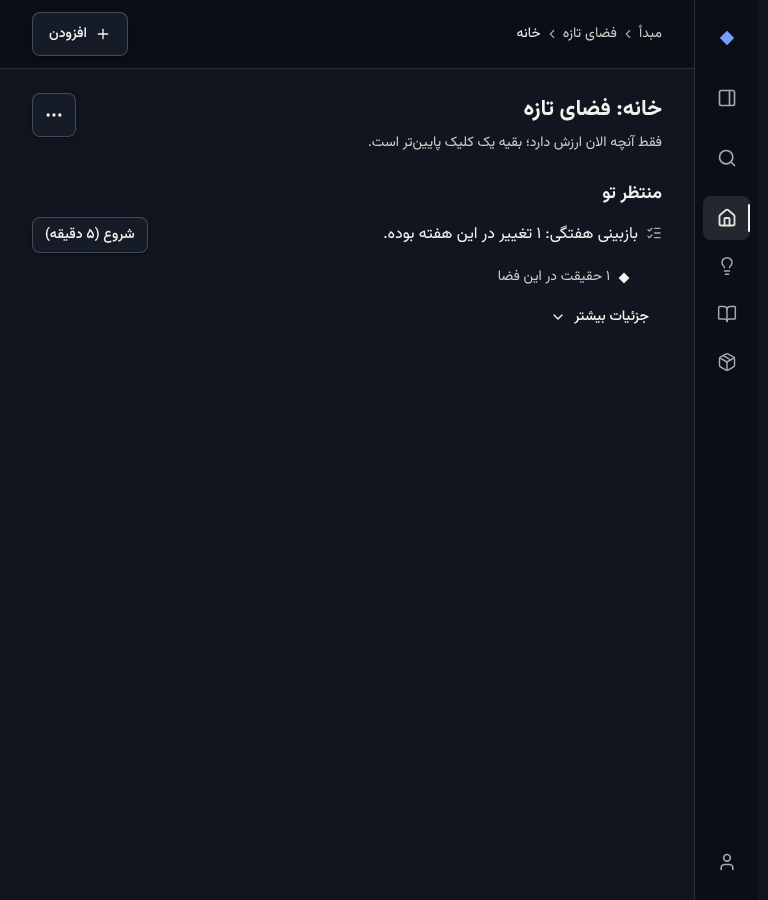 مبدأ › فضای تازه › خانه
افزودن
خانه: فضای تازه
فقط آنچه الان ارزش دارد؛ بقیه یک کلیک پایین‌تر است.
منتظر تو
بازبینی هفتگی: ۱ تغییر در این هفته بوده.
شروع (۵ دقیقه)
۱ حقیقت در این فضا
جزئیات بیشتر